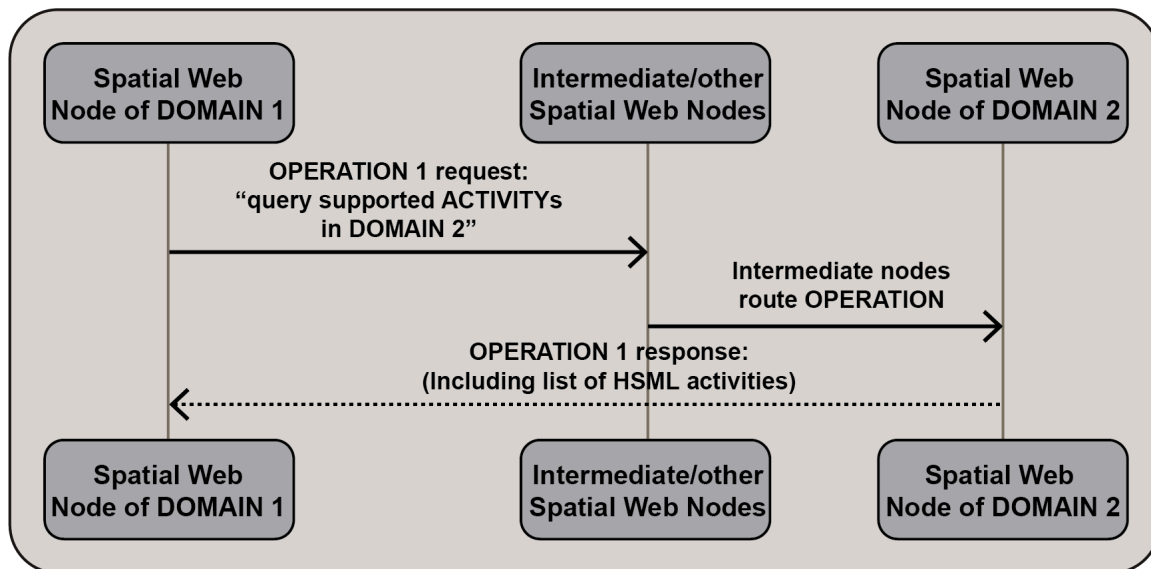 Spatial Web
Node of DOMAIN 1
Intermediate/other
Spatial Web Nodes
Spatial Web
Node of DOMAIN 2
OPERATION 1 request:
“query supported ACTIVITYs
in DOMAIN 2”
Intermediate nodes
route OPERATION
OPERATION 1 response:
(Including list of HSML activities)
Spatial Web
Node of DOMAIN 1
Intermediate/other
Spatial Web Nodes
Spatial Web
Node of DOMAIN 2